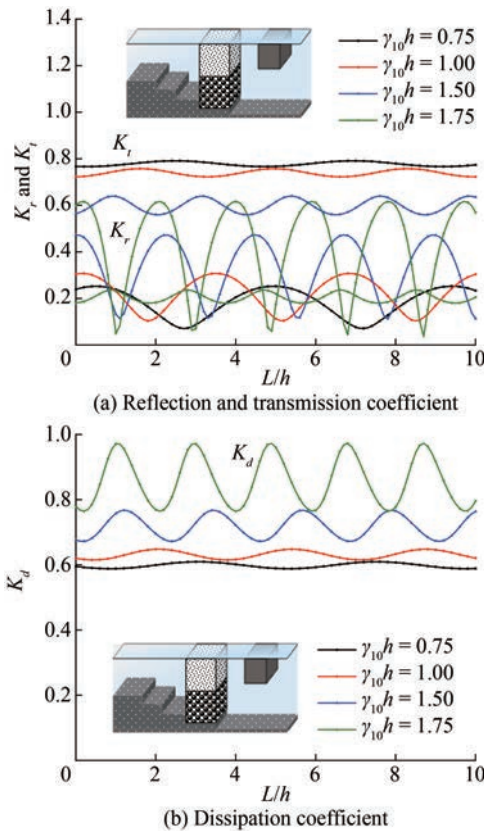 1.4
1.2
1.0
0.8
0.6
0.4
0.2
K_r and K_t
γ₁₀h = 0.75
γ₁₀h = 1.00
γ₁₀h = 1.50
γ₁₀h = 1.75
K_t
K_r
0 2 4 6 8 10
L/h
(a) Reflection and transmission coefficient
1.0
0.8
0.6
0.4
0.2
0
K_d
K_d
γ₁₀h = 0.75
γ₁₀h = 1.00
γ₁₀h = 1.50
γ₁₀h = 1.75
0 2 4 6 8 10
L/h
(b) Dissipation coefficient